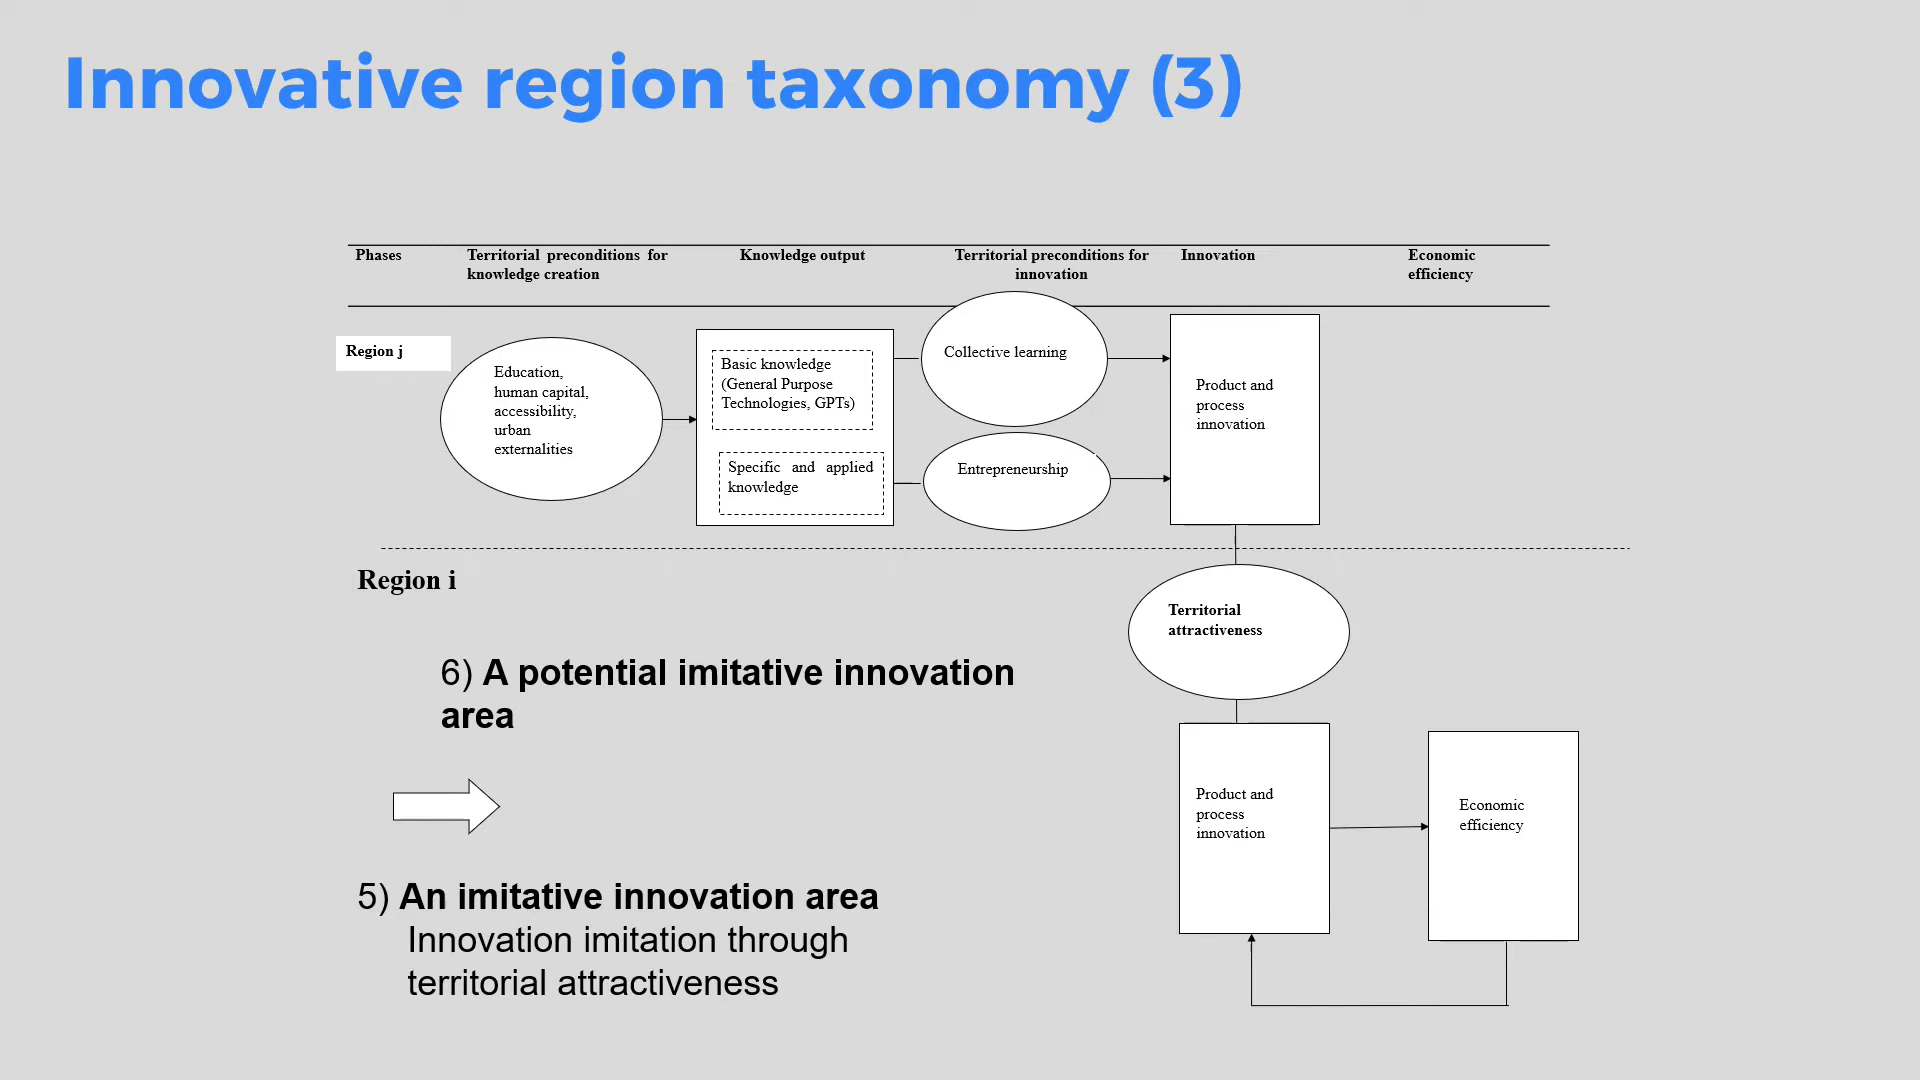 Innovative region taxonomy (3)
Phases
Territorial preconditions for
knowledge creation
Knowledge output
Territorial preconditions for
innovation
Innovation
Economic
efficiency
Region j
Education,
human capital,
accessibility,
urban
externalities
Basic knowledge
(General Purpose
Technologies, GPTs)
Specific and applied
knowledge
Collective learning
Entrepreneurship
Product and
process
innovation
Region i
Territorial
attractiveness
6) A potential imitative innovation
area
Product and
process
innovation
Economic
efficiency
5) An imitative innovation area
Innovation imitation through
territorial attractiveness